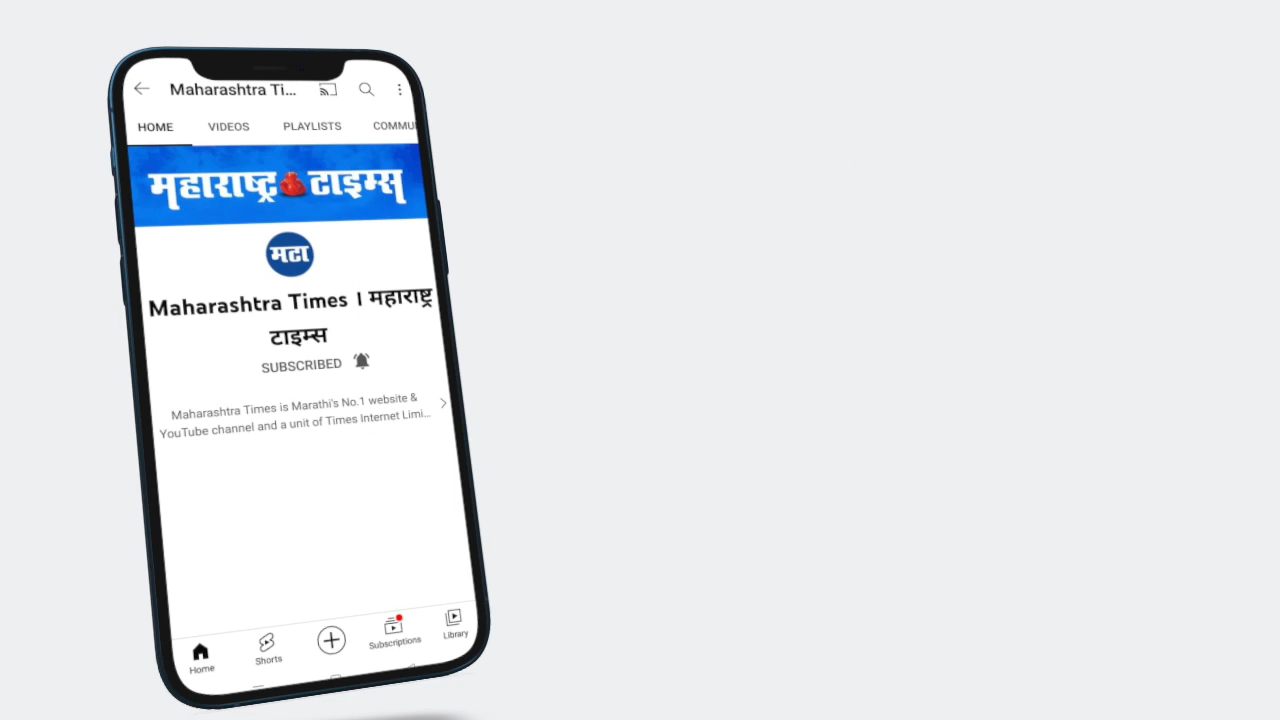 Maharashtra Ti...
HOME VIDEOS PLAYLISTS COMMU
महाराष्ट्र टाइम्स
मटा
Maharashtra Times । महाराष्ट्र
टाइम्स
SUBSCRIBED
Maharashtra Times is Marathi's No.1 website &
YouTube channel and a unit of Times Internet Limi...
Home Shorts Subscriptions Library